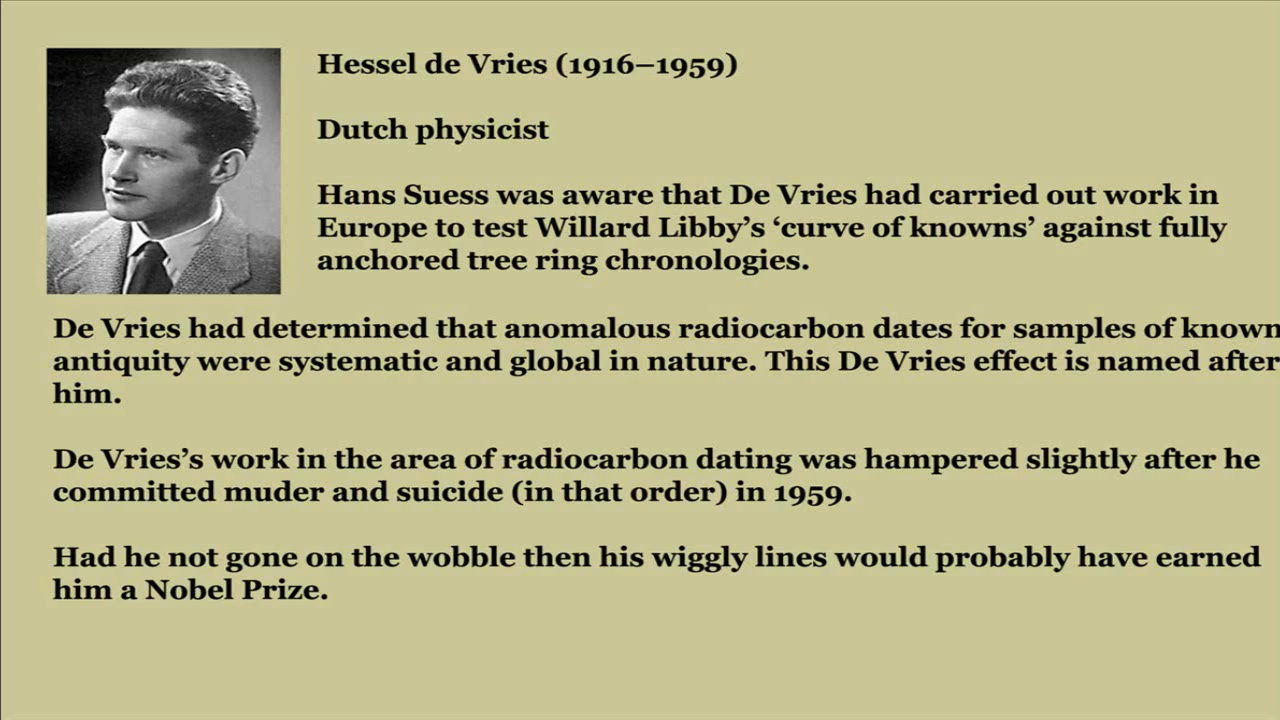 Hessel de Vries (1916–1959)
Dutch physicist
Hans Suess was aware that De Vries had carried out work in
Europe to test Willard Libby’s ‘curve of knowns’ against fully
anchored tree ring chronologies.
De Vries had determined that anomalous radiocarbon dates for samples of known
antiquity were systematic and global in nature. This De Vries effect is named after
him.
De Vries’s work in the area of radiocarbon dating was hampered slightly after he
committed muder and suicide (in that order) in 1959.
Had he not gone on the wobble then his wiggly lines would probably have earned
him a Nobel Prize.